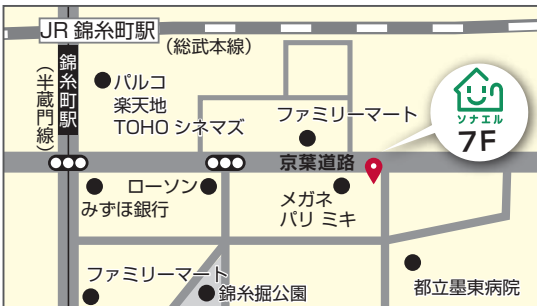 JR 錦糸町駅
(総武本線)
錦糸町駅
(半蔵門線)
パルコ
楽天地
TOHO シネマズ
ファミリーマート
ソナエル
7F
京葉道路
ローソン
みずほ銀行
メガネ
パリ ミキ
ファミリーマート
錦糸堀公園
都立墨東病院